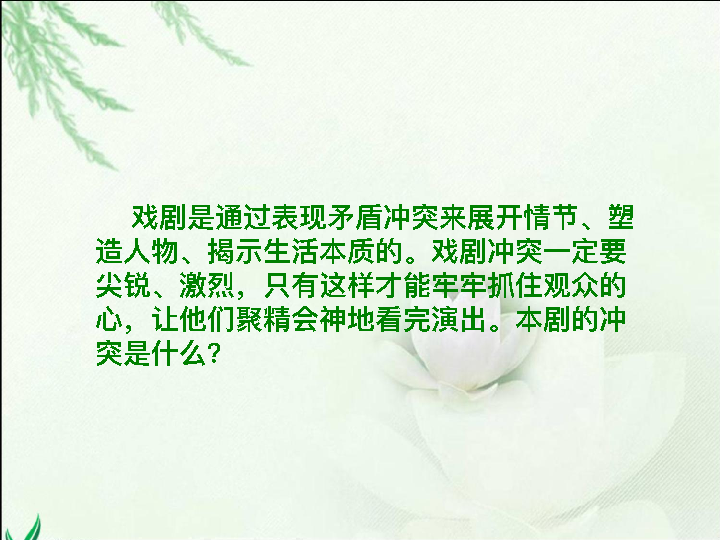 戏剧是通过表现矛盾冲突来展开情节、塑
造人物、揭示生活本质的。戏剧冲突一定要
尖锐、激烈，只有这样才能牢牢抓住观众的
心，让他们聚精会神地看完演出。本剧的冲
突是什么？